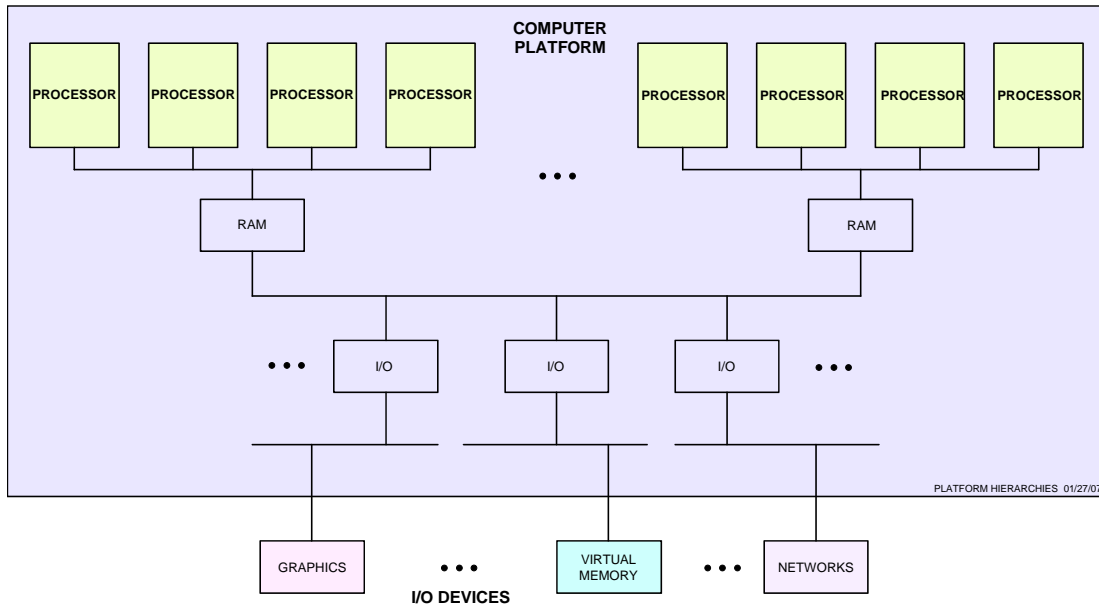 COMPUTER
PLATFORM
PROCESSOR
PROCESSOR
PROCESSOR
PROCESSOR
PROCESSOR
PROCESSOR
PROCESSOR
PROCESSOR
RAM
RAM
I/O
I/O
I/O
PLATFORM HIERARCHIES 01/27/07
GRAPHICS
VIRTUAL
MEMORY
NETWORKS
I/O DEVICES